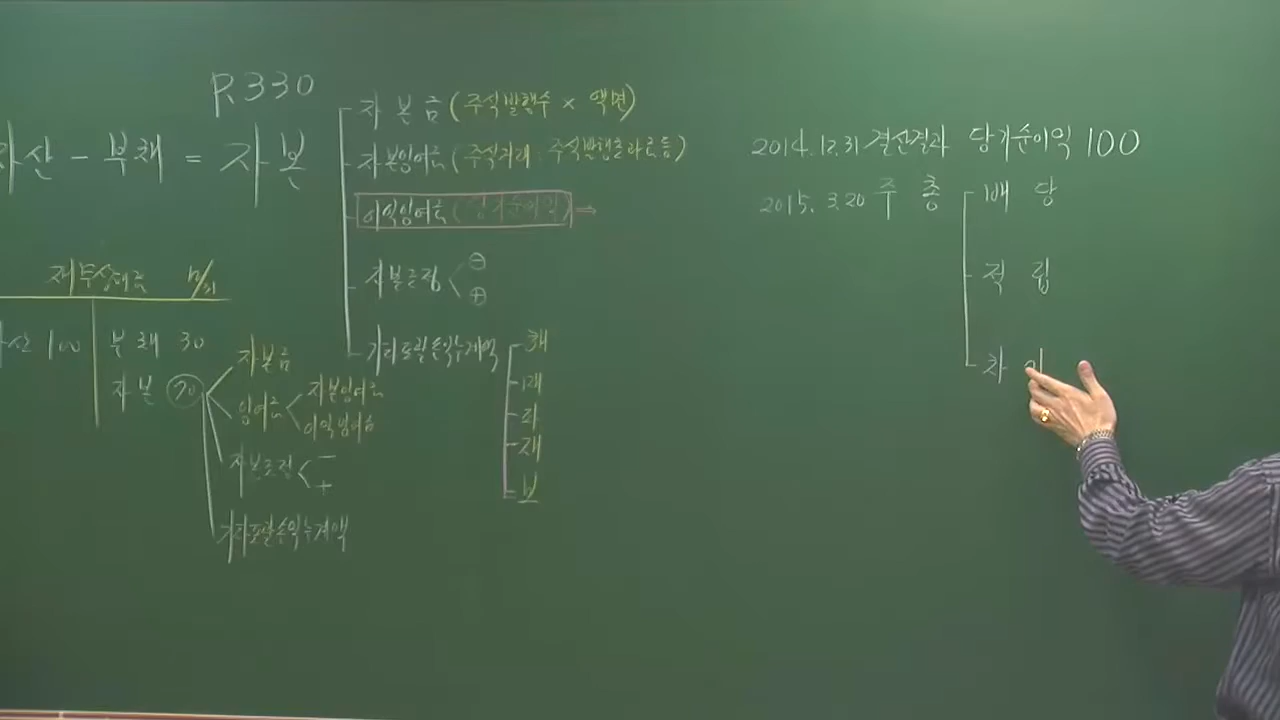 P.330
자산 - 부채 = 자본
자본금 (주식발행수 × 액면)
자본잉여금 (주식거래: 주식발행초과금등)
이익잉여금 (당기순이익) ⇒
자본조정 < ⊖ ⊕
기타포괄손익누계액
해
재
보
재무상태표 12/31
자산 100
부채 30
자본 70
자본금
잉여금 < 자본잉여금 이익잉여금
자본조정 < - +
기타포괄손익누계액
2014.12.31 결산결과 당기순이익 100
2015. 3.20 주총
배당
적립
차이